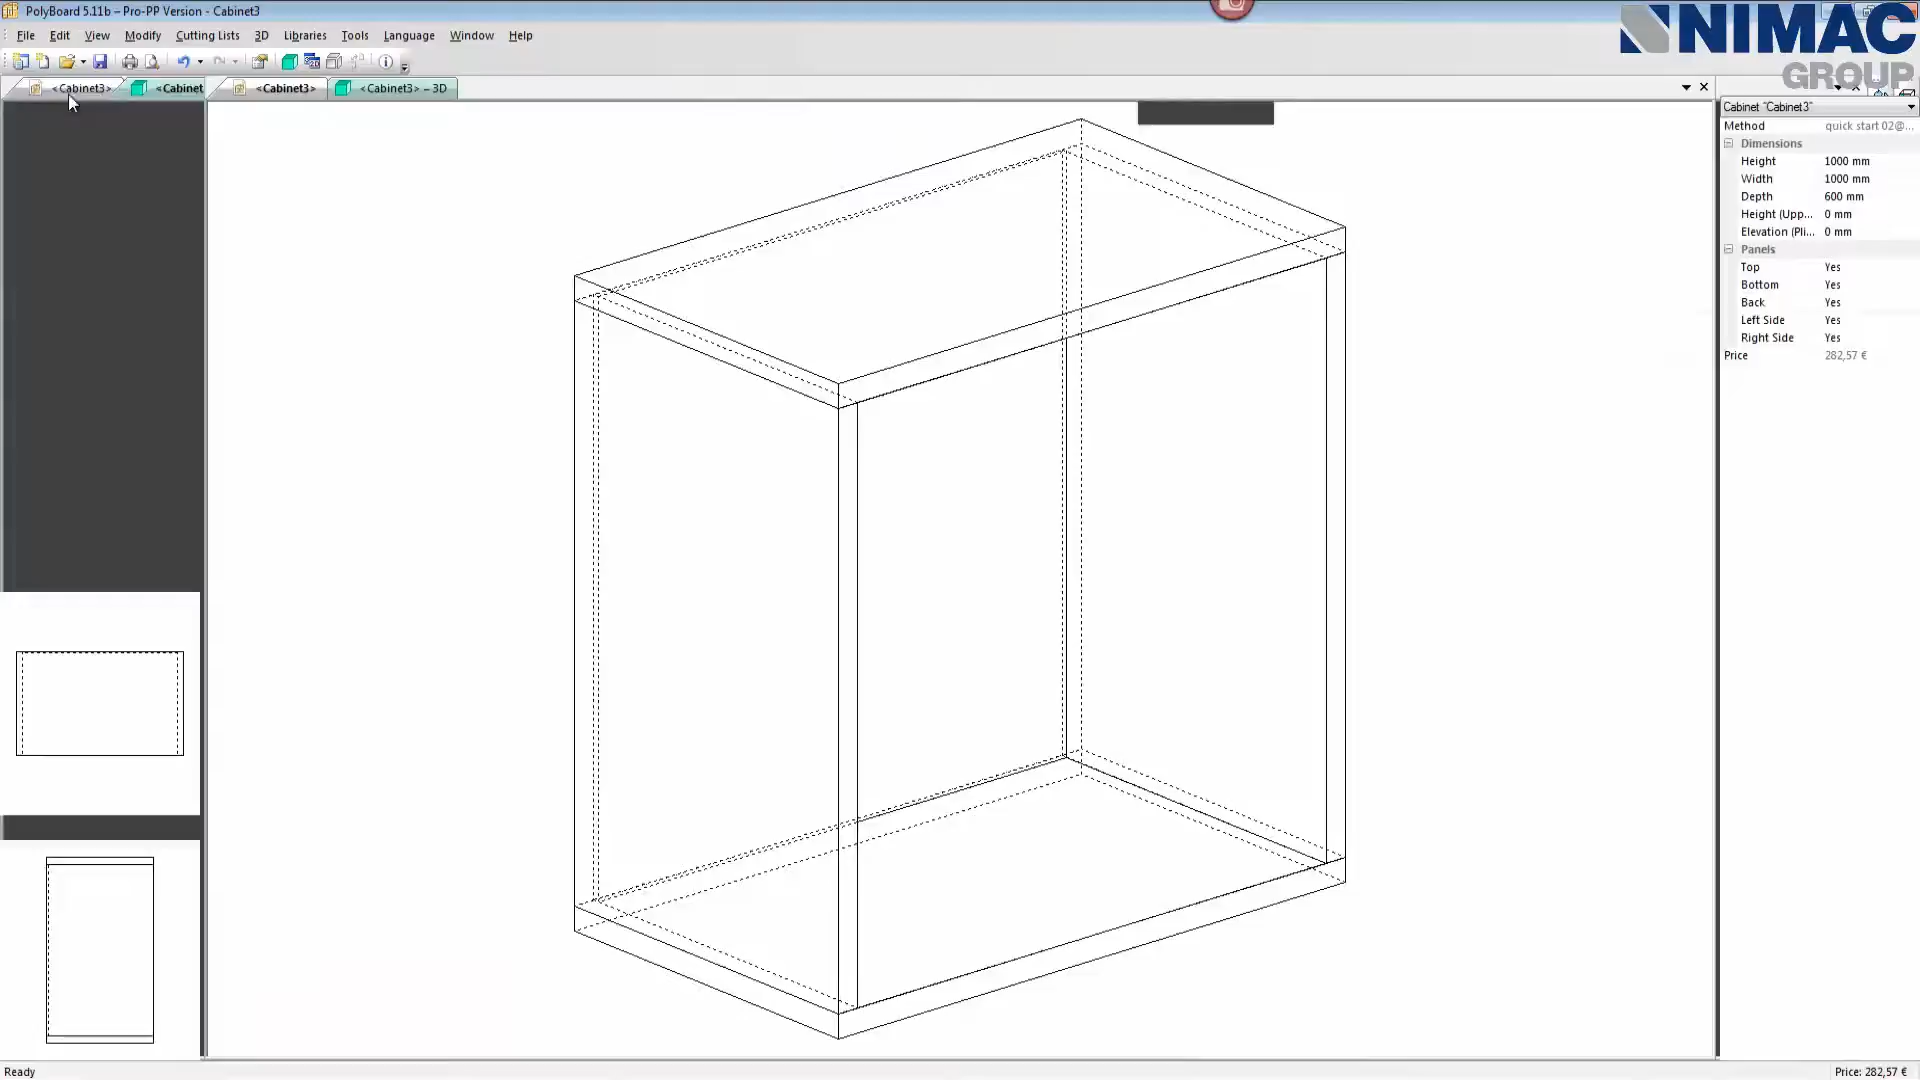 PolyBoard 5.11b – Pro-PP Version - Cabinet3
NIMAC
GROUP
File Edit View Modify Cutting Lists 3D Libraries Tools Language Window Help
<Cabinet3> <Cabinet <Cabinet3> <Cabinet3> – 3D
Cabinet "Cabinet3"
Method quick start 02@...
Dimensions
Height 1000 mm
Width 1000 mm
Depth 600 mm
Height (Upp... 0 mm
Elevation (Pli... 0 mm
Panels
Top Yes
Bottom Yes
Back Yes
Left Side Yes
Right Side Yes
Price 282,57 €
Ready Price: 282,57 €